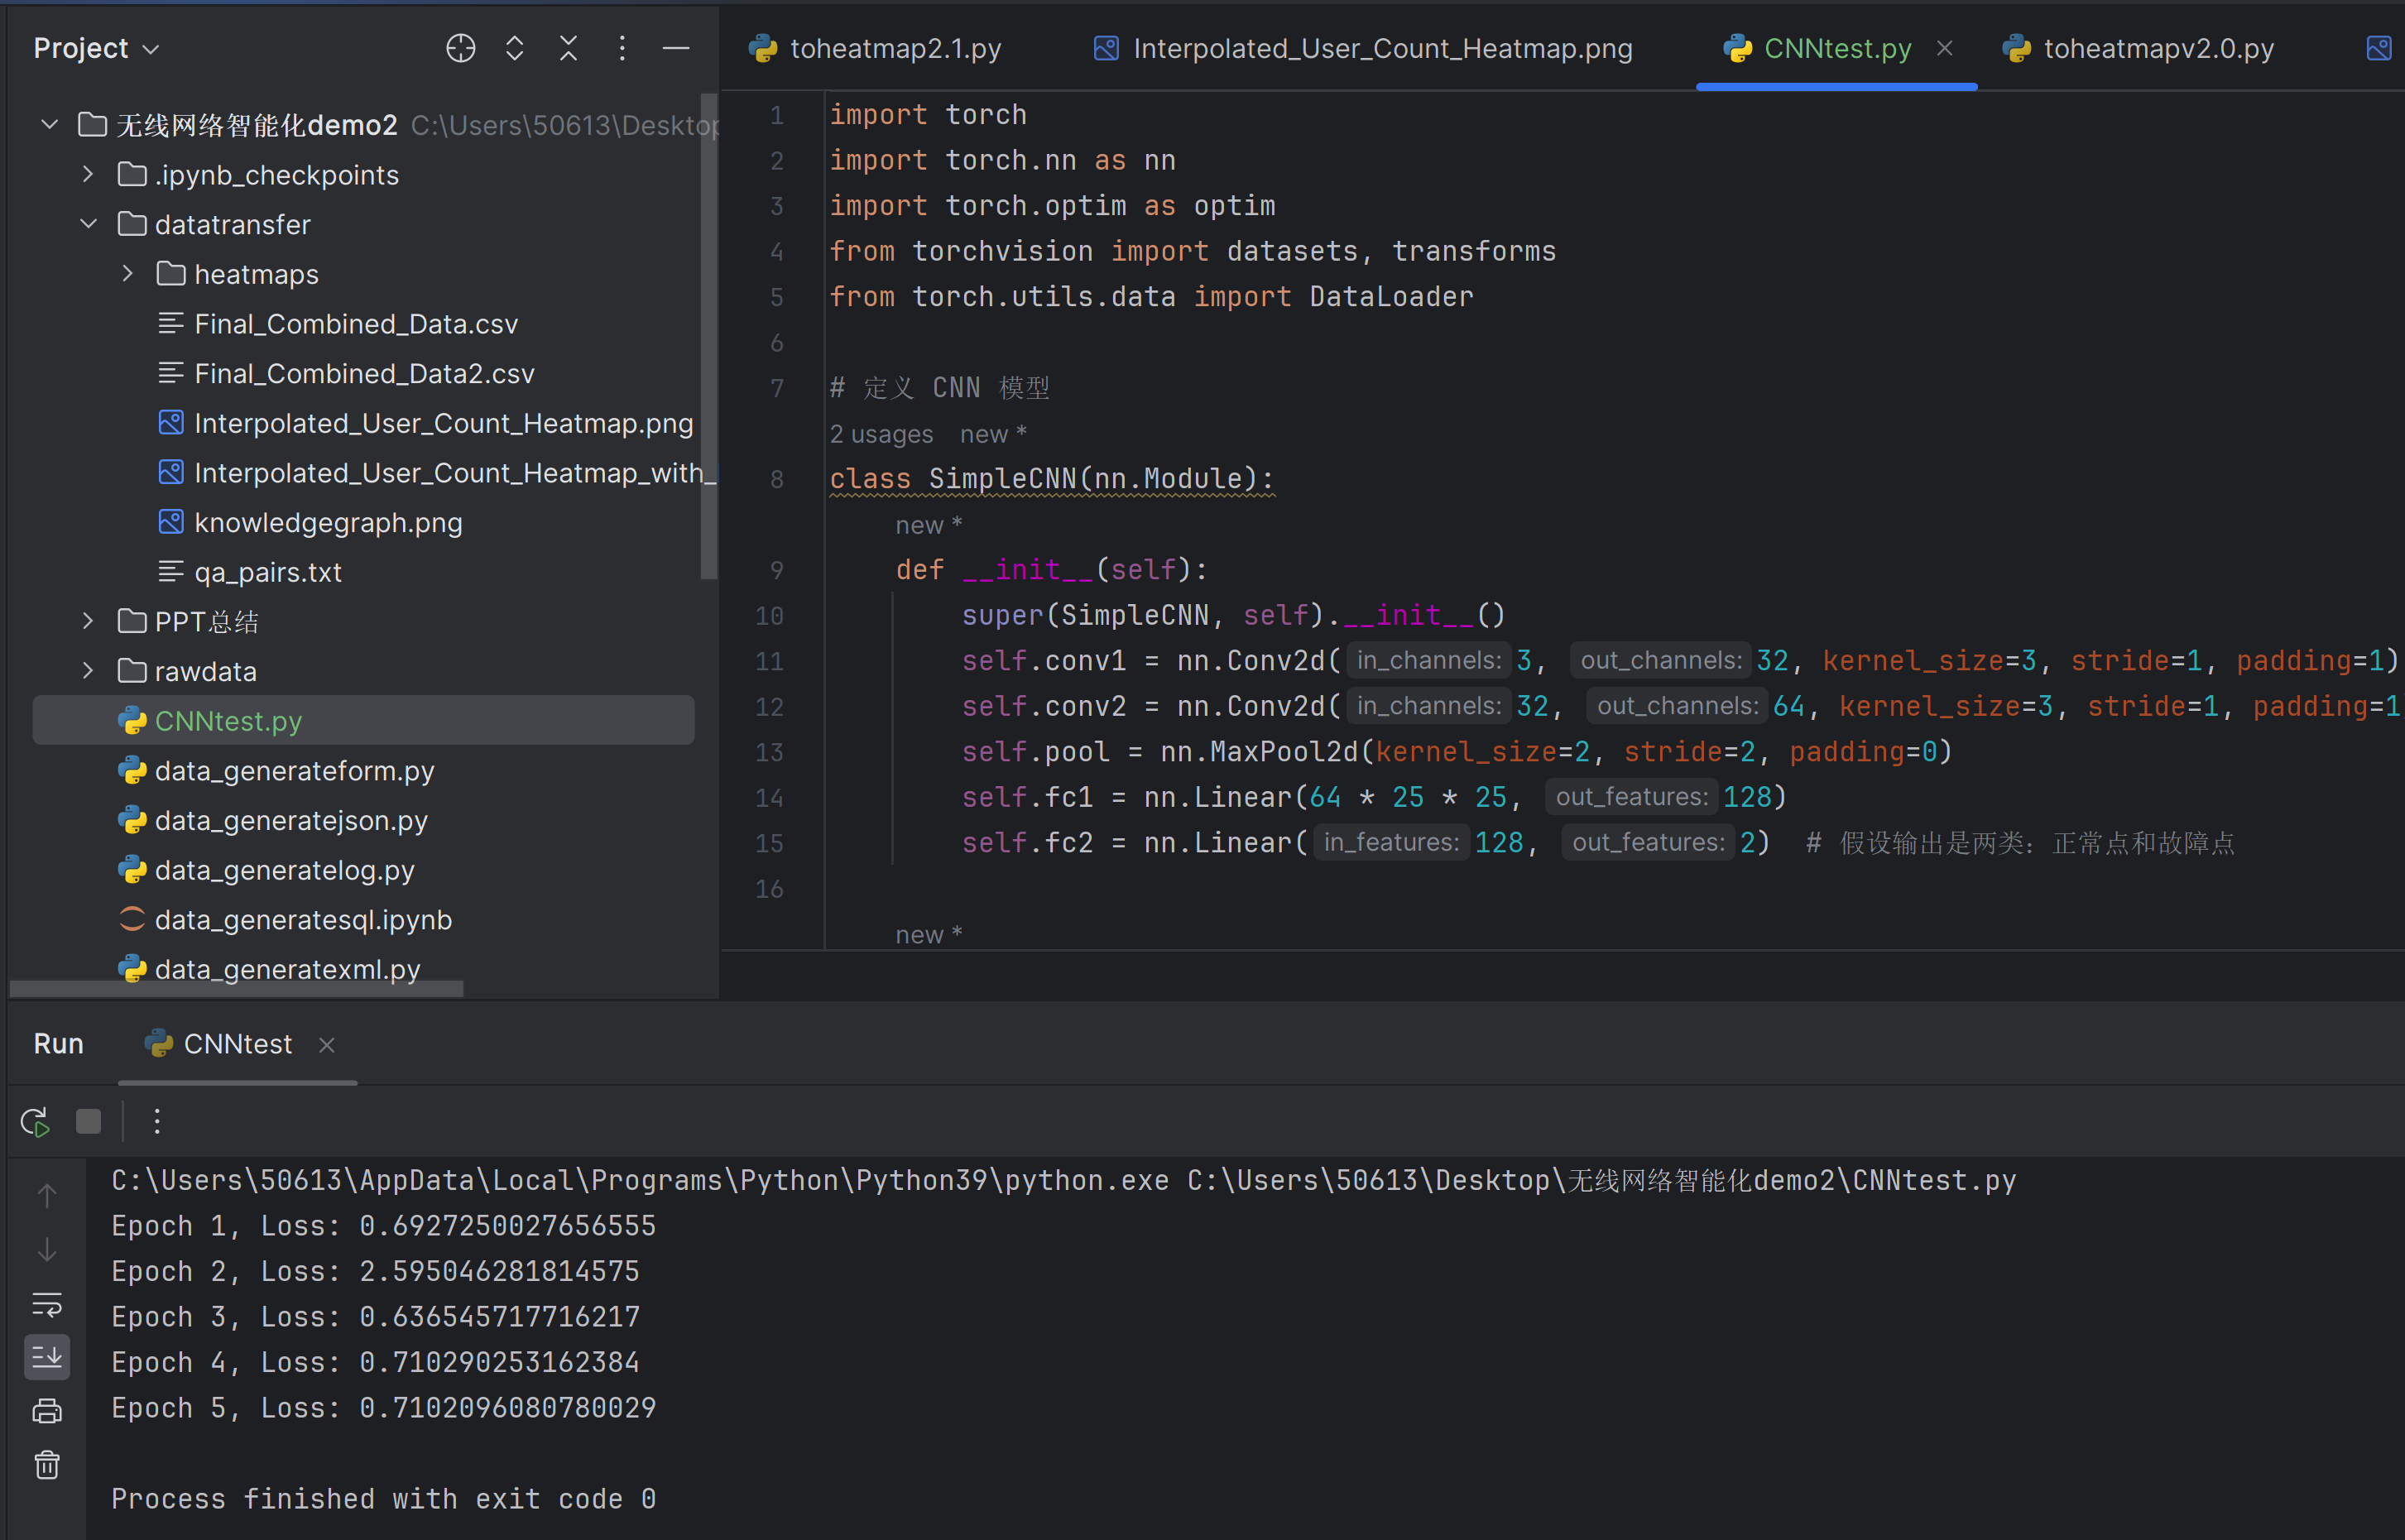 Project
无线网络智能化demo2 C:\Users\50613\Desktop
.ipynb_checkpoints
datatransfer
heatmaps
Final_Combined_Data.csv
Final_Combined_Data2.csv
Interpolated_User_Count_Heatmap.png
Interpolated_User_Count_Heatmap_with_
knowledgegraph.png
qa_pairs.txt
PPT总结
rawdata
CNNtest.py
data_generateform.py
data_generatejson.py
data_generatelog.py
data_generatesql.ipynb
data_generatexml.py
toheatmap2.1.py Interpolated_User_Count_Heatmap.png CNNtest.py toheatmapv2.0.py
1 import torch
2 import torch.nn as nn
3 import torch.optim as optim
4 from torchvision import datasets, transforms
5 from torch.utils.data import DataLoader
6
7 # 定义 CNN 模型
2 usages new *
8 class SimpleCNN(nn.Module):
new *
9 def __init__(self):
10 super(SimpleCNN, self).__init__()
11 self.conv1 = nn.Conv2d( in_channels: 3, out_channels: 32, kernel_size=3, stride=1, padding=1)
12 self.conv2 = nn.Conv2d( in_channels: 32, out_channels: 64, kernel_size=3, stride=1, padding=1
13 self.pool = nn.MaxPool2d(kernel_size=2, stride=2, padding=0)
14 self.fc1 = nn.Linear(64 * 25 * 25, out_features: 128)
15 self.fc2 = nn.Linear( in_features: 128, out_features: 2) # 假设输出是两类：正常点和故障点
16
new *
Run CNNtest
C:\Users\50613\AppData\Local\Programs\Python\Python39\python.exe C:\Users\50613\Desktop\无线网络智能化demo2\CNNtest.py
Epoch 1, Loss: 0.6927250027656555
Epoch 2, Loss: 2.595046281814575
Epoch 3, Loss: 0.636545717716217
Epoch 4, Loss: 0.710290253162384
Epoch 5, Loss: 0.7102096080780029
Process finished with exit code 0